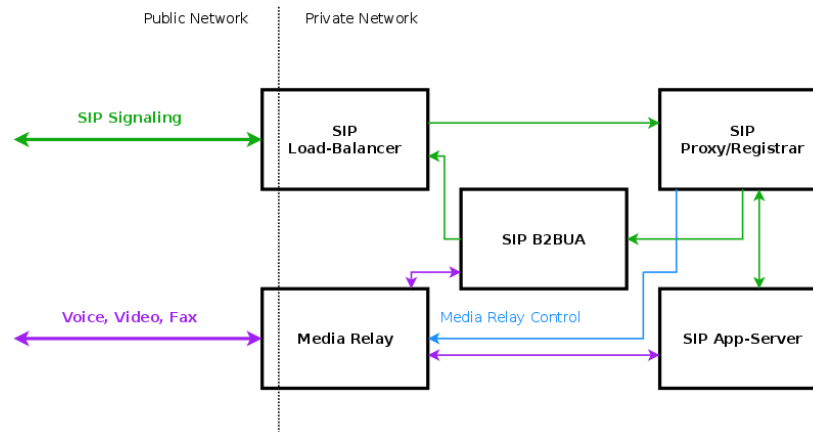 Public Network
Private Network
SIP Signaling
SIP
Load-Balancer
SIP
Proxy/Registrar
SIP B2BUA
Voice, Video, Fax
Media Relay
Media Relay Control
SIP App-Server